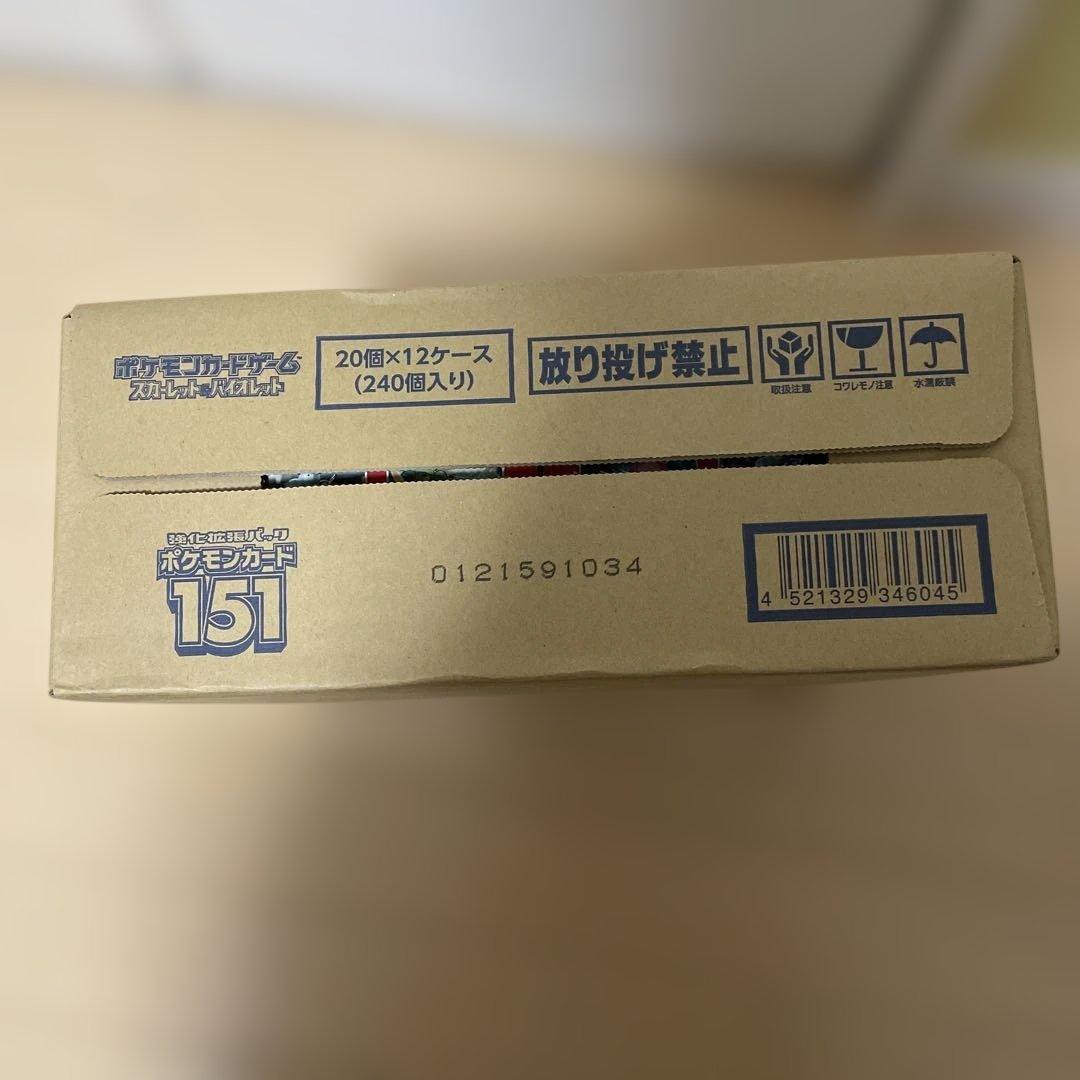 ポケモンカードゲーム
スカーレット&バイオレット
20個×12ケース
(240個入り)
放り投げ禁止
取扱注意
コワレモノ注意
水濡厳禁
強化拡張パック
ポケモンカード
151
0121591034
4 521329 346045